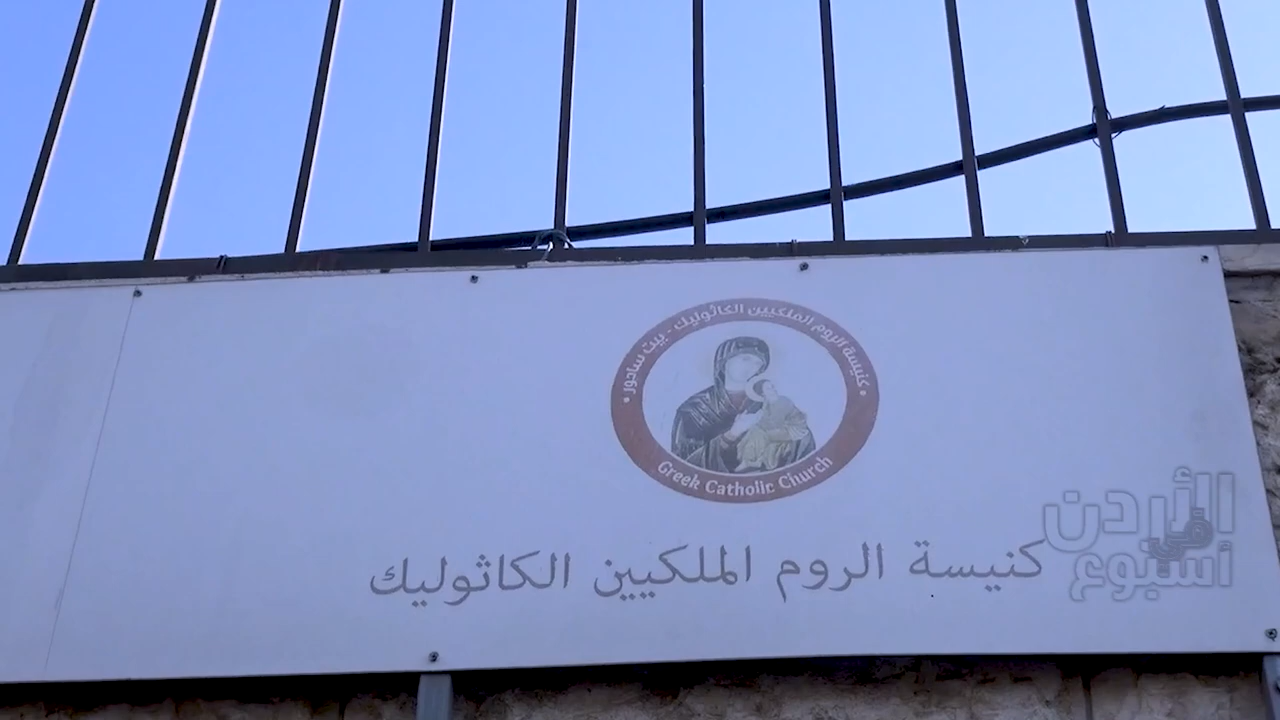 كنيسة الروم الملكيين الكاثوليك - بيت ساحور
Greek Catholic Church
كنيسة الروم الملكيين الكاثوليك
الأردن
في
أسبوع